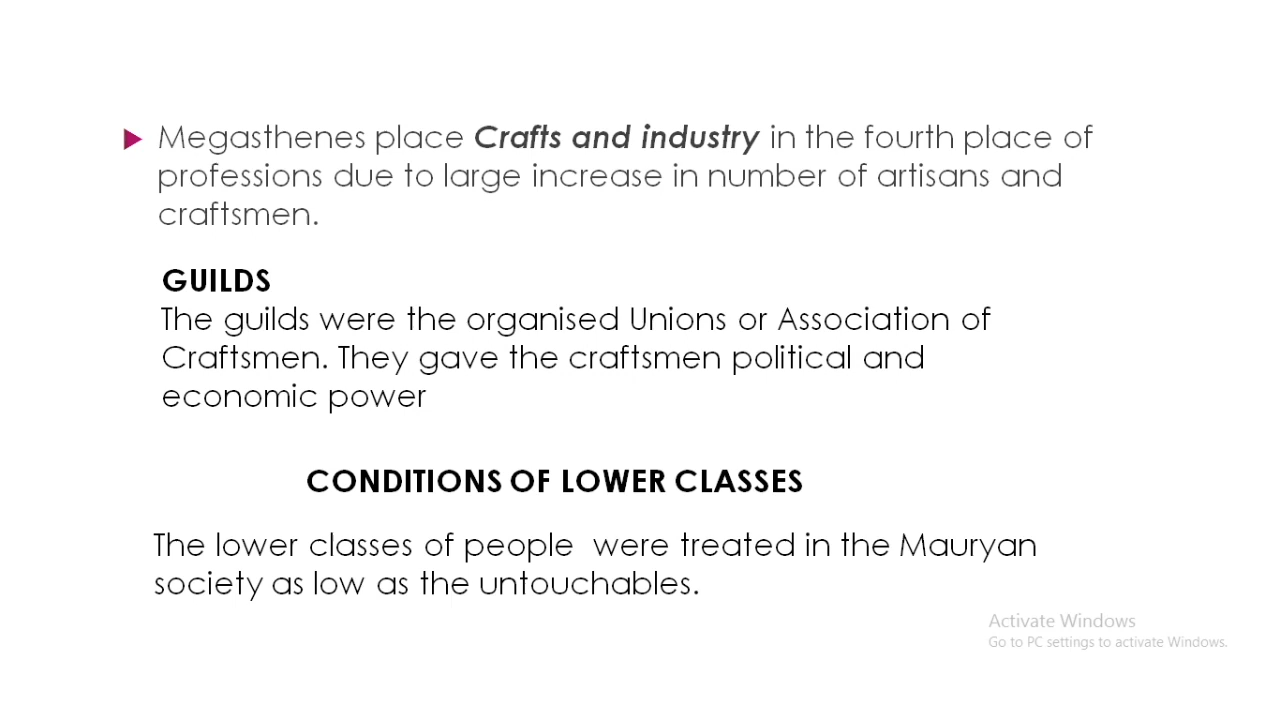 Megasthenes place Crafts and industry in the fourth place of
professions due to large increase in number of artisans and
craftsmen.
GUILDS
The guilds were the organised Unions or Association of
Craftsmen. They gave the craftsmen political and
economic power
CONDITIONS OF LOWER CLASSES
The lower classes of people  were treated in the Mauryan
society as low as the untouchables.
Activate Windows
Go to PC settings to activate Windows.